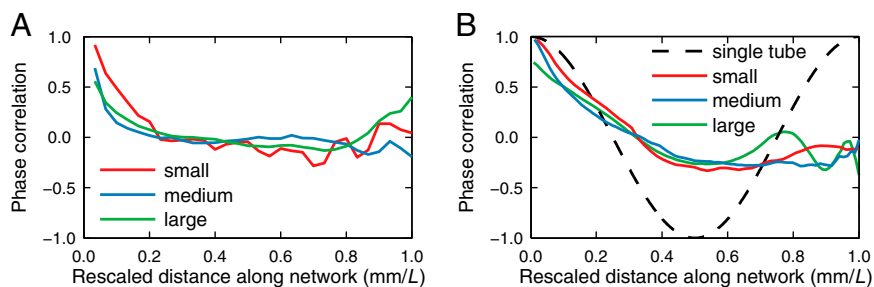 A
Phase correlation
1.0
0.5
0.0
−0.5
−1.0
small
medium
large
0.0 0.2 0.4 0.6 0.8 1.0
Rescaled distance along network (mm/L)
B
Phase correlation
1.0
0.5
0.0
−0.5
−1.0
single tube
small
medium
large
0.0 0.2 0.4 0.6 0.8 1.0
Rescaled distance along network (mm/L)